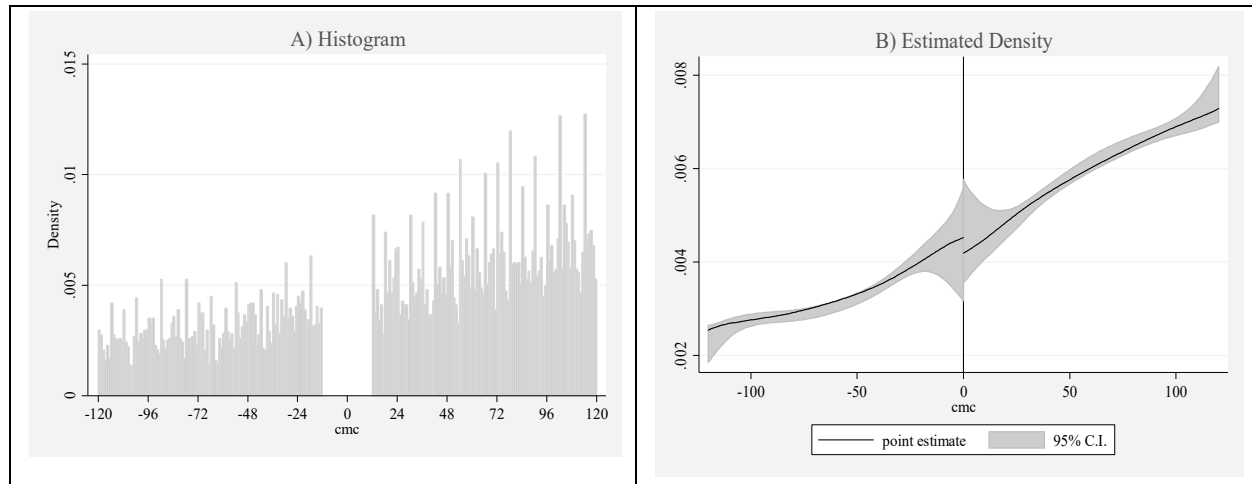 A) Histogram
.015
.01
.005
0
Density
-120 -96 -72 -48 -24 0 24 48 72 96 120
cmc
B) Estimated Density
.008
.006
.004
.002
-100 -50 0 50 100
cmc
point estimate 95% C.I.